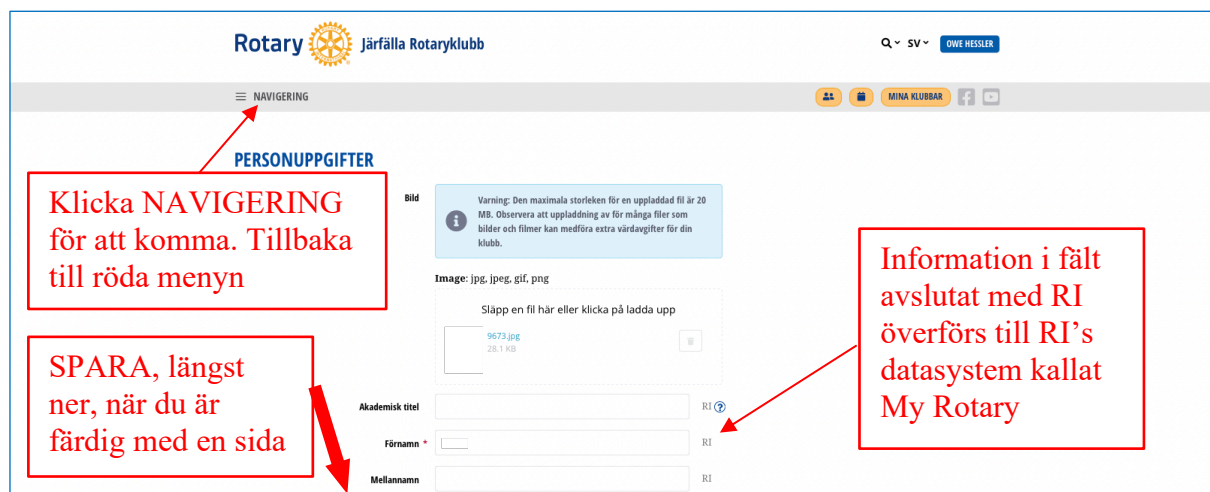 Rotary Järfälla Rotaryklubb SV OWE HESSLER
NAVIGERING MINA KLUBBAR
PERSONUPPGIFTER
Klicka NAVIGERING
för att komma. Tillbaka
till röda menyn
Bild
Varning: Den maximala storleken för en uppladdad fil är 20
MB. Observera att uppladdning av för många filer som
bilder och filmer kan medföra extra värdavgifter för din
klubb.
Image: jpg, jpeg, gif, png
Släpp en fil här eller klicka på ladda upp
9673.jpg
28.1 KB
Information i fält
avslutat med RI
överförs till RI’s
datasystem kallat
My Rotary
SPARA, längst
ner, när du är
färdig med en sida
Akademisk titel RI ?
Förnamn * RI
Mellannamn RI